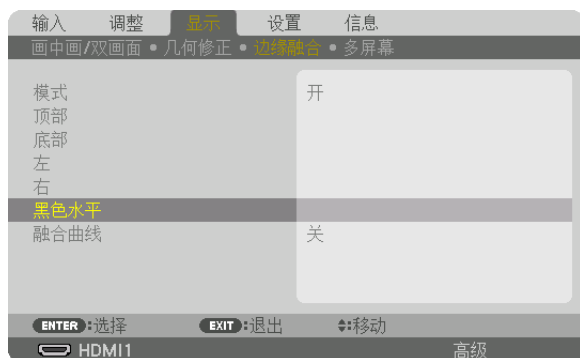 输入 调整 显示 设置 信息
画中画/双画面 • 几何修正 • 边缘融合 • 多屏幕
模式 开
顶部
底部
左
右
黑色水平
融合曲线 关
ENTER:选择 EXIT:退出 ♦:移动
HDMI1 高级